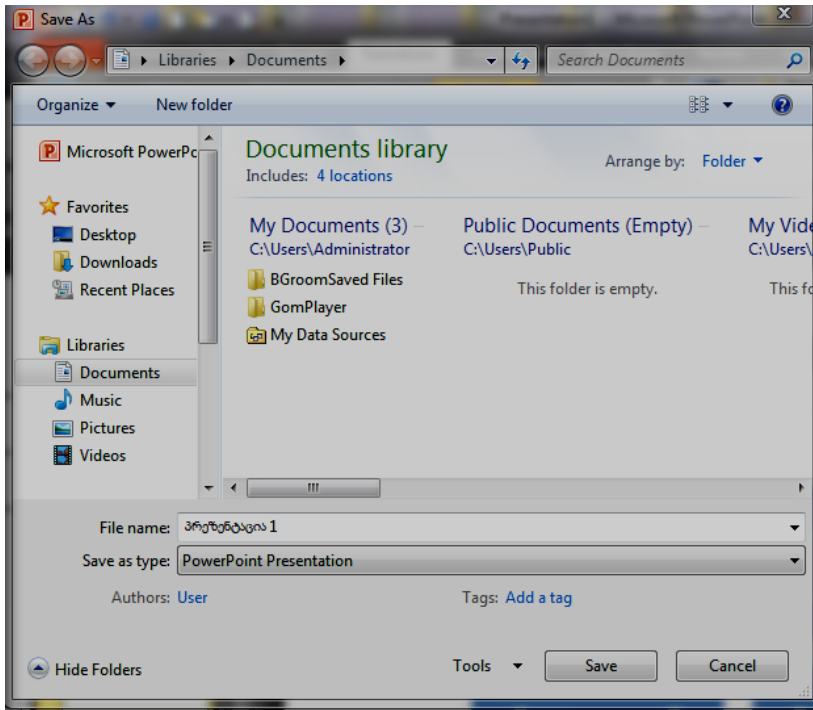 Save As
Libraries Documents
Search Documents
Organize New folder
Microsoft PowerPc
Favorites
Desktop
Downloads
Recent Places
Libraries
Documents
Music
Pictures
Videos
Documents library
Includes: 4 locations
Arrange by: Folder
My Documents (3)
C:\Users\Administrator
BGroomSaved Files
GomPlayer
My Data Sources
Public Documents (Empty)
C:\Users\Public
This folder is empty.
My Vide
C:\Users\
This fo
File name: პრეზენტაცია 1
Save as type: PowerPoint Presentation
Authors: User Tags: Add a tag
Hide Folders Tools Save Cancel